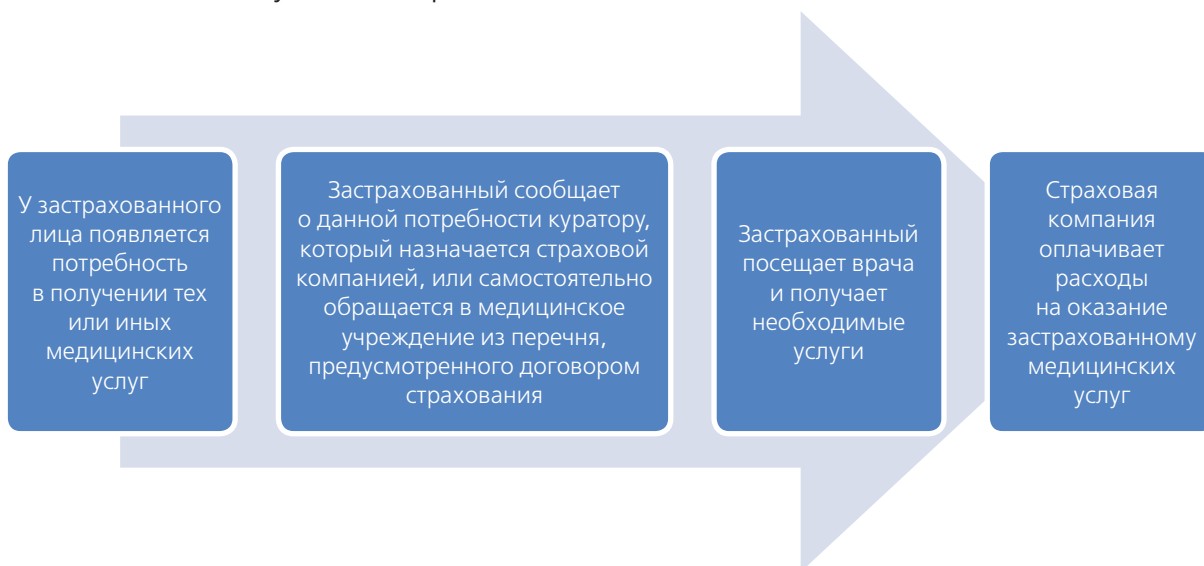 У застрахованного
лица появляется
потребность
в получении тех
или иных
медицинских
услуг
Застрахованный сообщает
о данной потребности куратору,
который назначается страховой
компанией, или самостоятельно
обращается в медицинское
учреждение из перечня,
предусмотренного договором
страхования
Застрахованный
посещает врача
и получает
необходимые
услуги
Страховая
компания
оплачивает
расходы
на оказание
застрахованному
медицинских
услуг